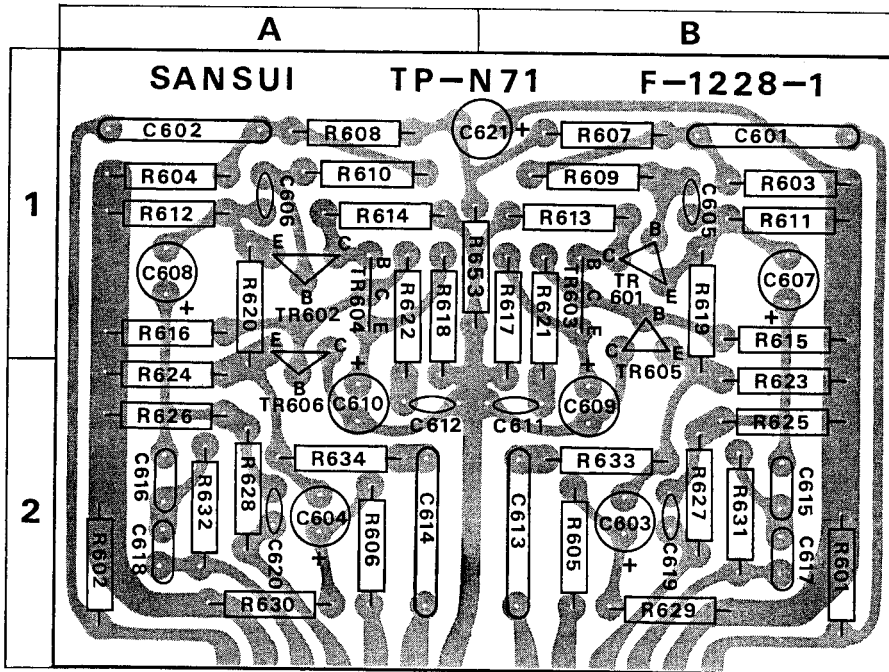 A B
SANSUI TP-N71 F-1228-1
1
C602 R608 C621 + R607 C601
R604 R610 R609 R603
C606 C605
R612 R614 R613 R611
R653
E C B B C B
C608 + R620 B TR602 TR604 C E R622 R618 R617 R621 TR603 C E TR601 E R619 C607 +
R616 B R615
E C + + C E
R624 B TR606 TR605 R623
C610 C612 C611 C609
R626 R625
2
R634 R633
C616 R632 R628 C614 C613 R627 R631 C615
C604 + R606 R605 C603 +
C618 C620 C619 C617
R602 R601
R630 R629